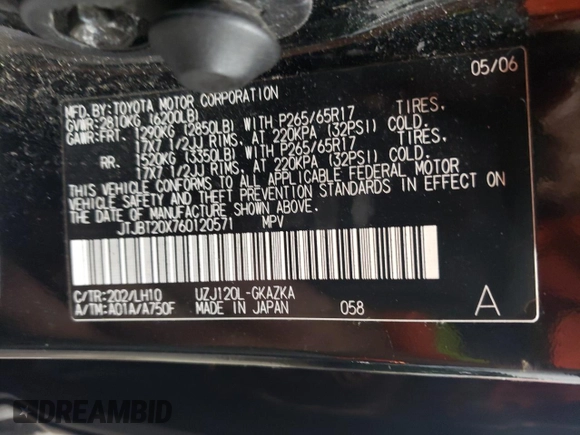 05/06
MFD. BY: TOYOTA MOTOR CORPORATION
GVWR: 2810KG (6200LB)
GAWR: FRT. 1290KG (2850LB) WITH P265/65R17 TIRES.
17X7 1/2JJ RIMS, AT 220KPA (32PSI) COLD.
RR. 1520KG (3350LB) WITH P265/65R17 TIRES,
17X7 1/2JJ RIMS, AT 220KPA (32PSI) COLD.
THIS VEHICLE CONFORMS TO ALL APPLICABLE FEDERAL MOTOR
VEHICLE SAFETY AND THEFT PREVENTION STANDARDS IN EFFECT ON
THE DATE OF MANUFACTURE SHOWN ABOVE.
JTJBT20X760120571 MPV
C/TR: 202/LH10 UZJ120L-GKAZKA
A/TM: A01A/A750F MADE IN JAPAN 058 A
DREAMBID